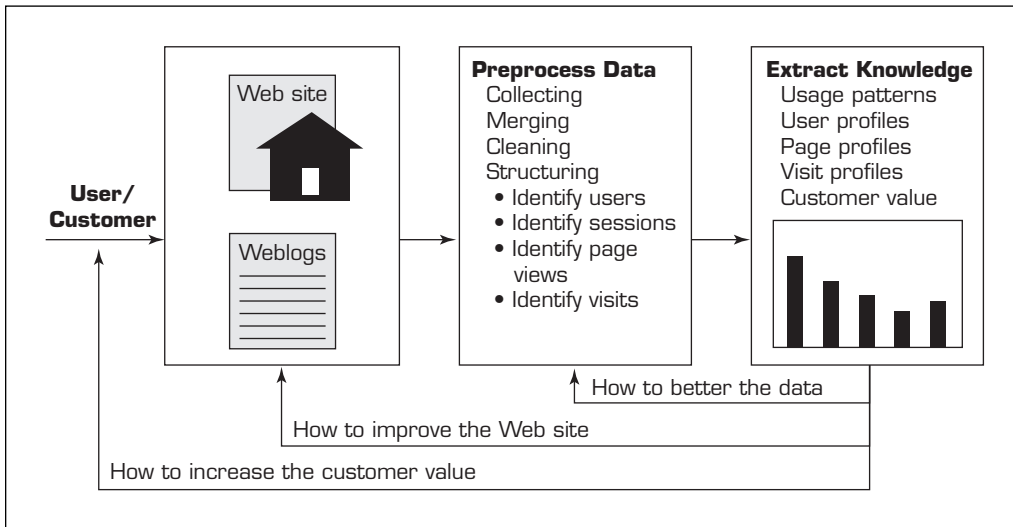 User/
Customer
Web site
Weblogs
Preprocess Data
Collecting
Merging
Cleaning
Structuring
• Identify users
• Identify sessions
• Identify page
views
• Identify visits
Extract Knowledge
Usage patterns
User profiles
Page profiles
Visit profiles
Customer value
How to better the data
How to improve the Web site
How to increase the customer value